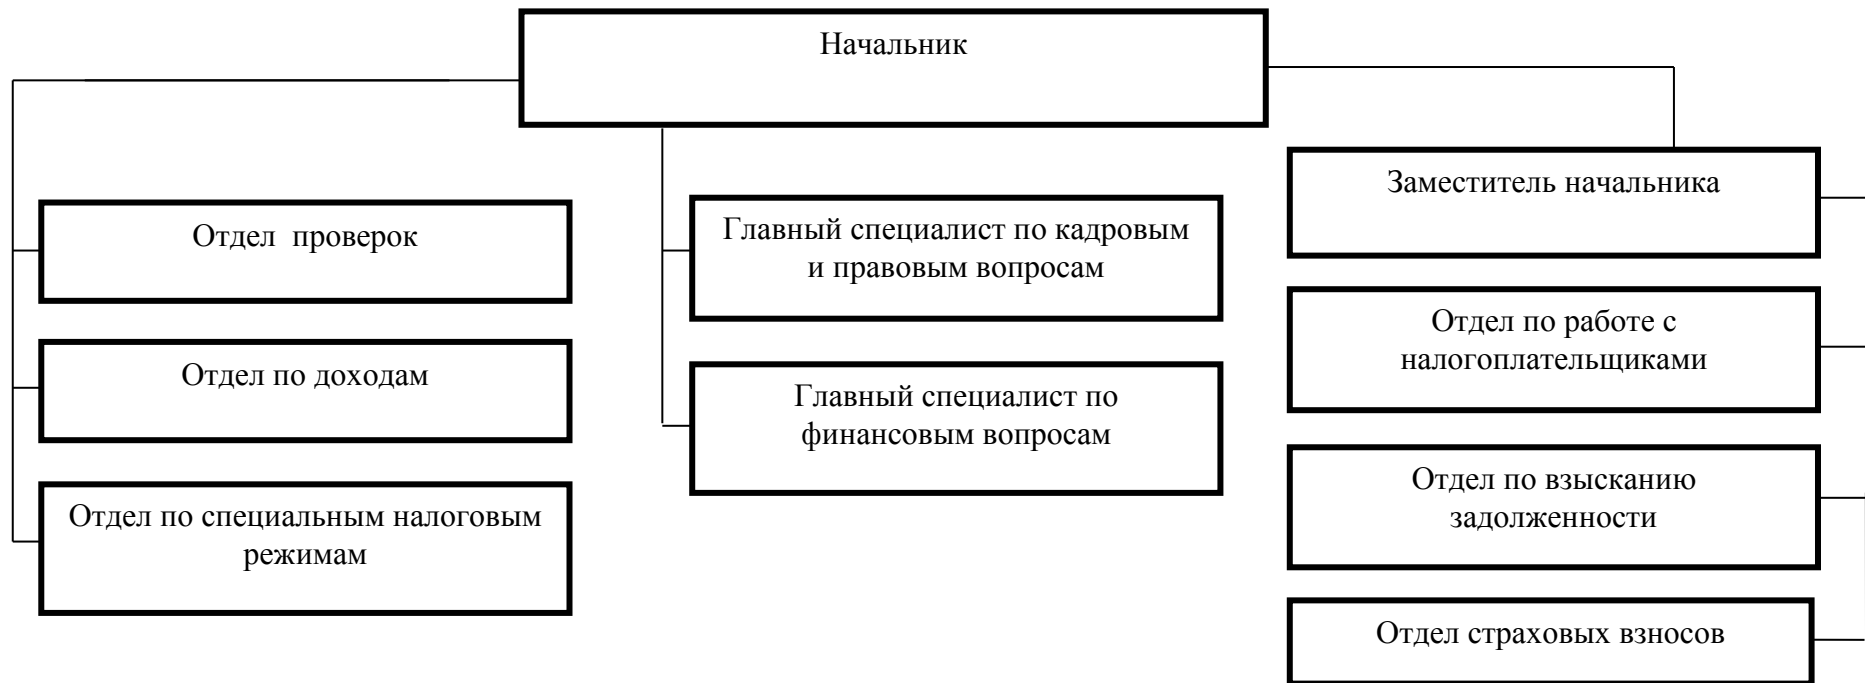 Начальник
Отдел  проверок
Отдел по доходам
Отдел по специальным налоговым
режимам
Главный специалист по кадровым
и правовым вопросам
Главный специалист по
финансовым вопросам
Заместитель начальника
Отдел по работе с
налогоплательщиками
Отдел по взысканию
задолженности
Отдел страховых взносов